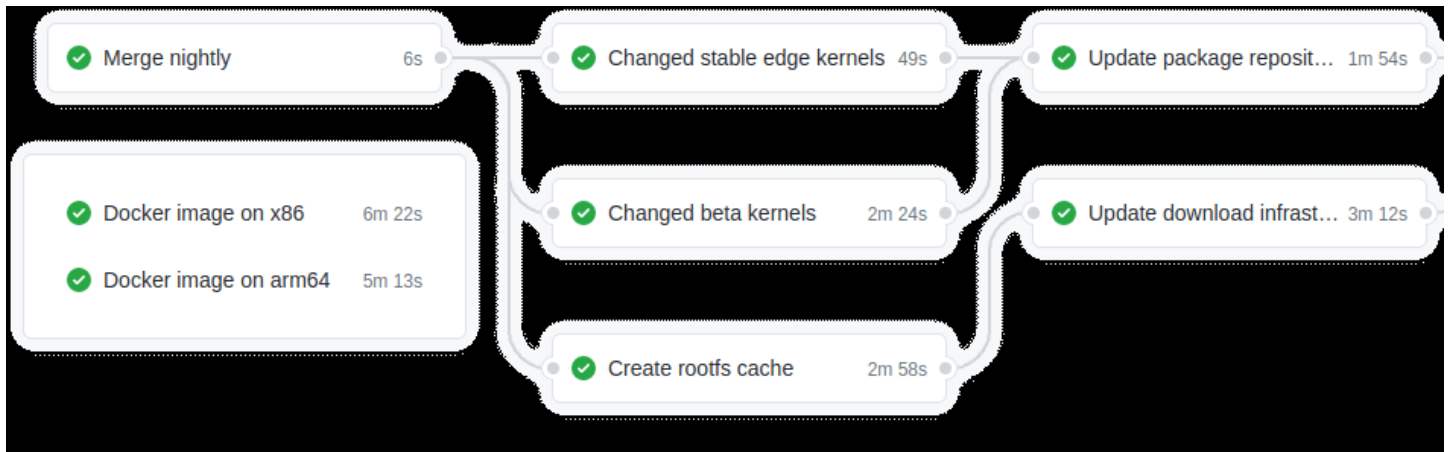 Merge nightly 6s
Changed stable edge kernels 49s
Update package reposit... 1m 54s
Docker image on x86 6m 22s
Docker image on arm64 5m 13s
Changed beta kernels 2m 24s
Update download infrast... 3m 12s
Create rootfs cache 2m 58s